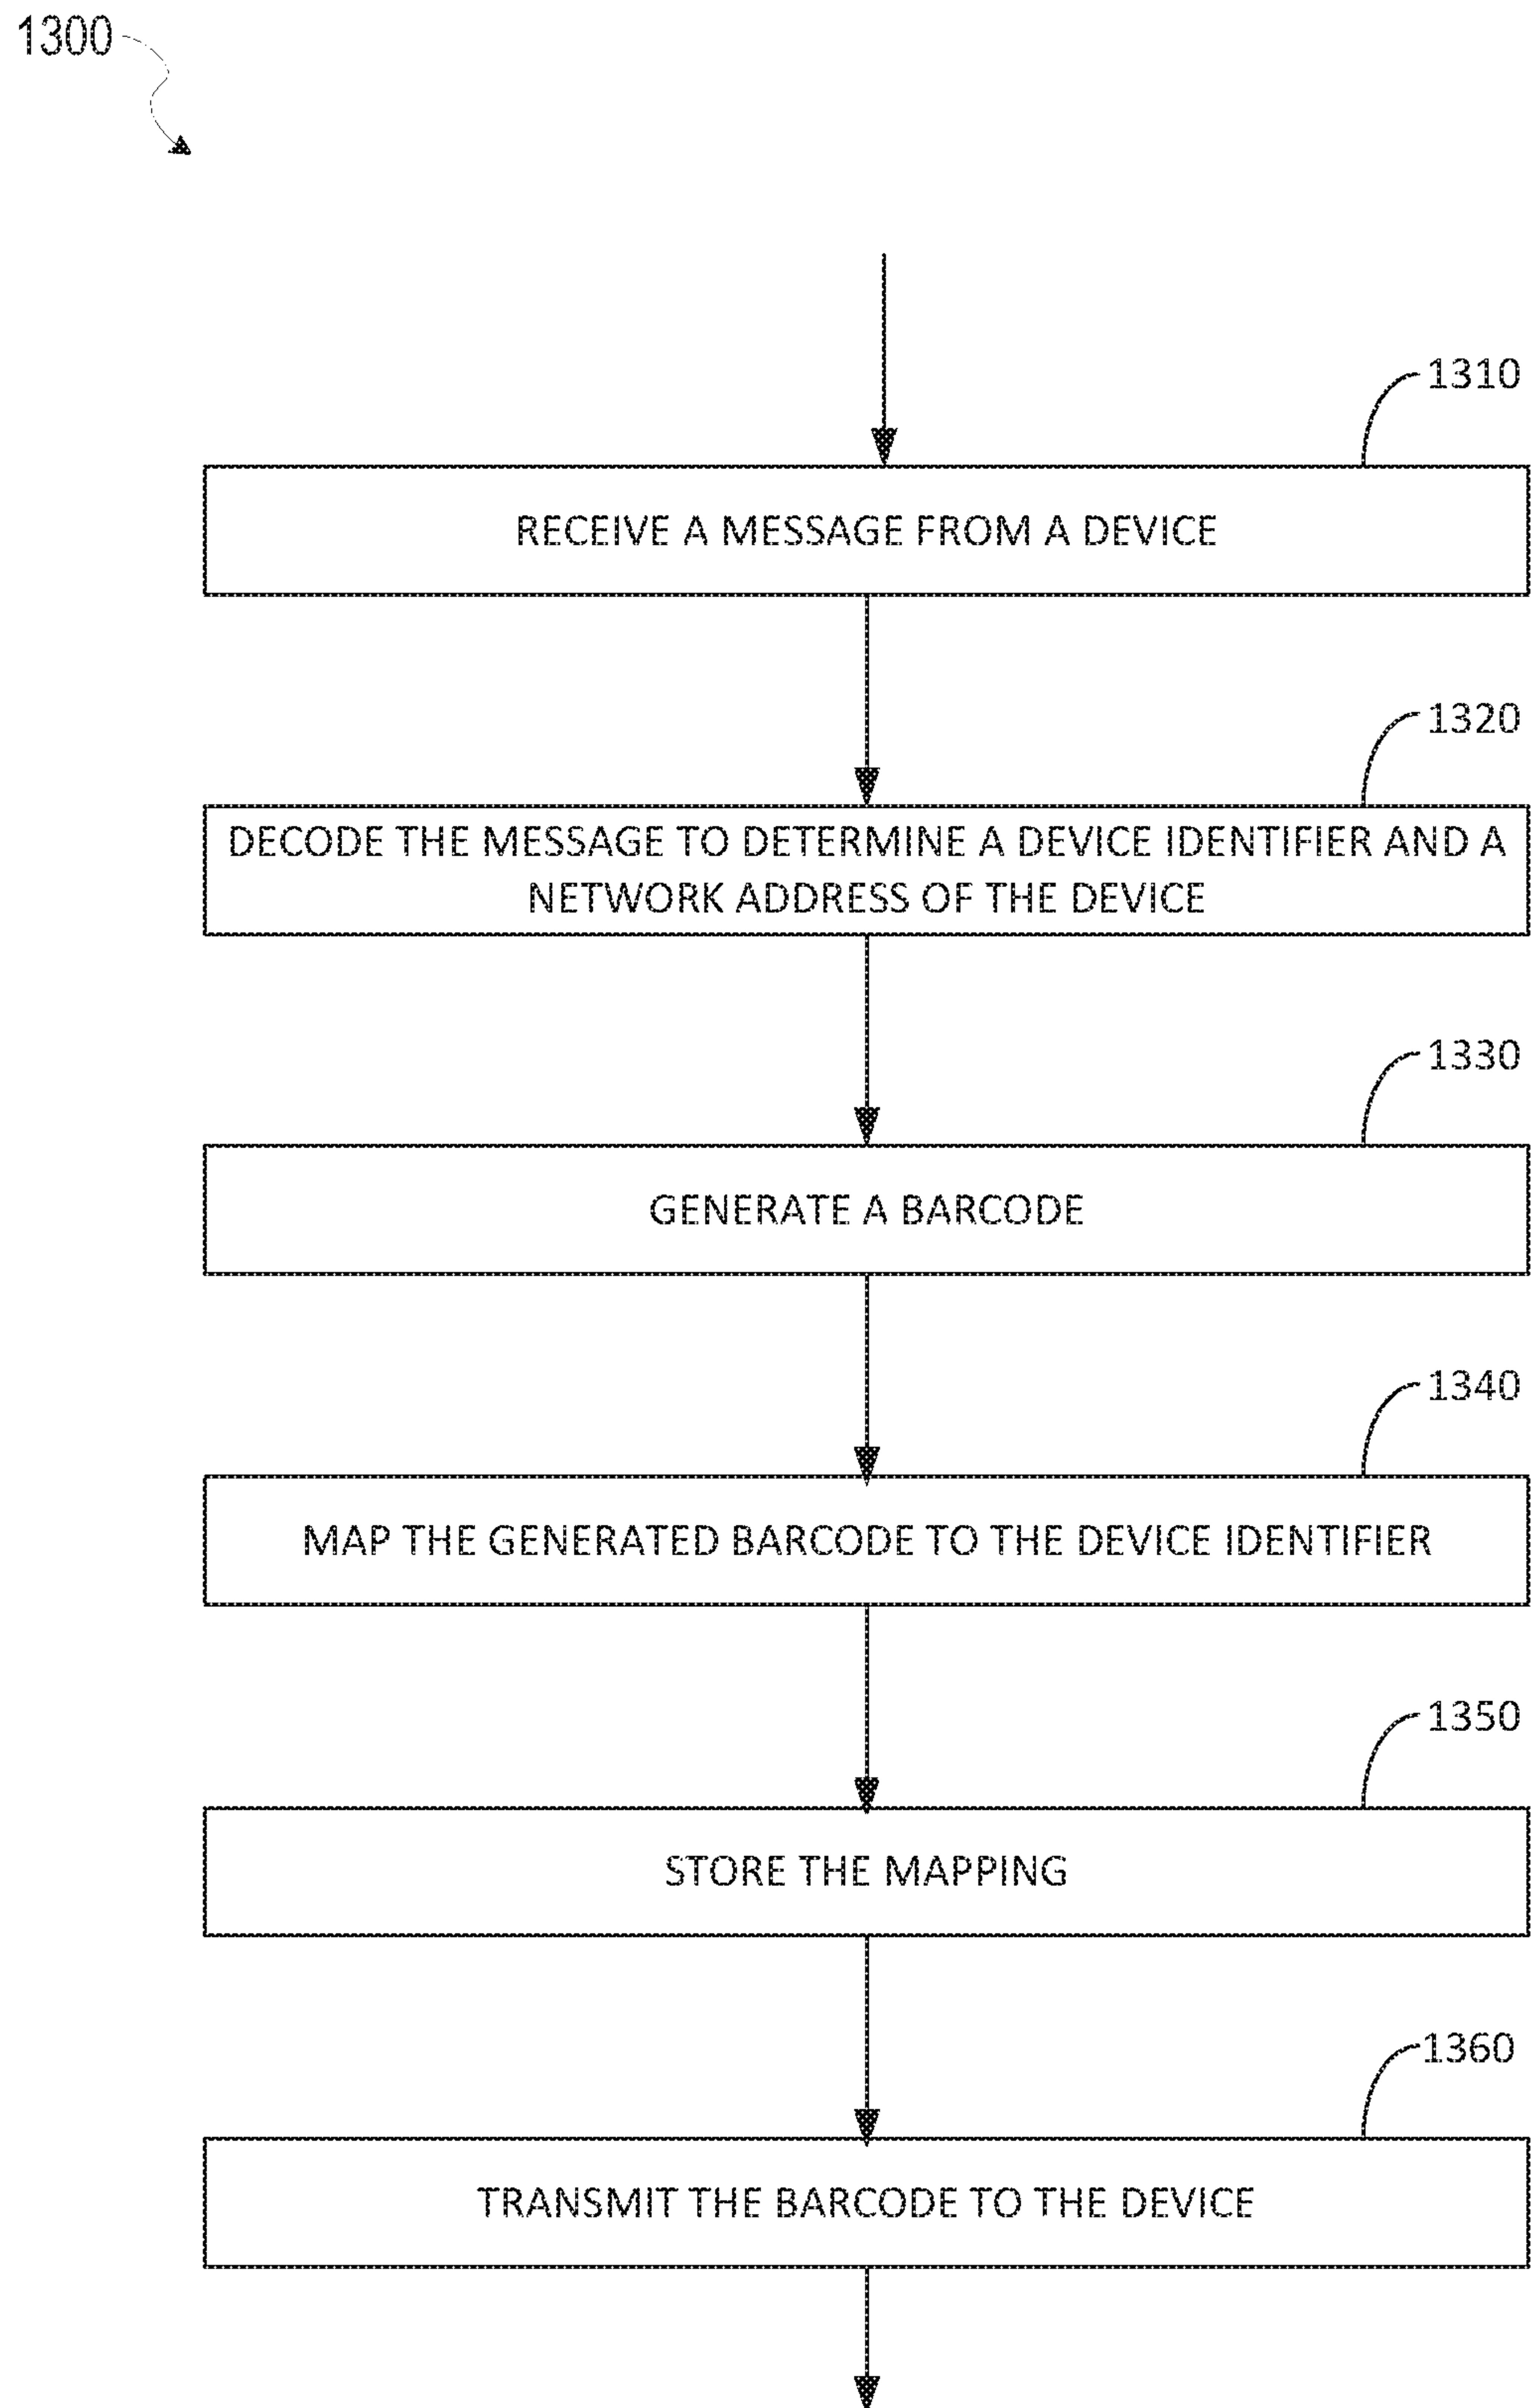 1300
1310
RECEIVE A MESSAGE FROM A DEVICE
1320
DECODE THE MESSAGE TO DETERMINE A DEVICE IDENTIFIER AND A
NETWORK ADDRESS OF THE DEVICE
1330
GENERATE A BARCODE
1340
MAP THE GENERATED BARCODE TO THE DEVICE IDENTIFIER
1350
STORE THE MAPPING
1360
TRANSMIT THE BARCODE TO THE DEVICE